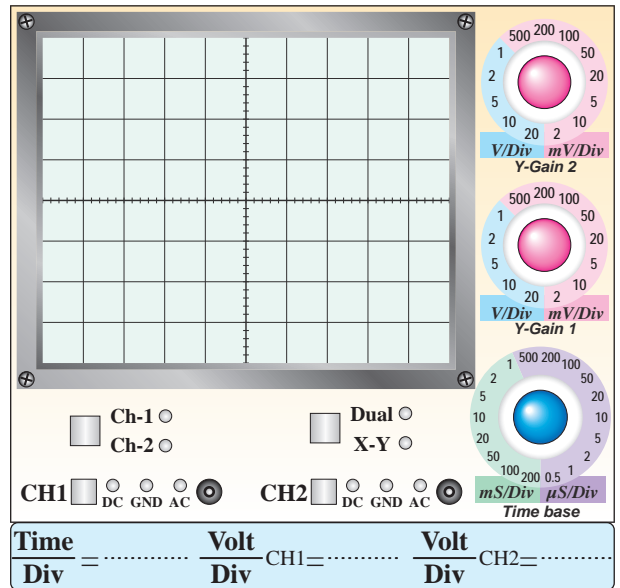 500 200 100
1 50
2 20
5 5
10 10
20 2
V/Div mV/Div
Y-Gain 2
500 200 100
1 50
2 20
5 5
10 10
20 2
V/Div mV/Div
Y-Gain 1
1 500 200 100
2 50
5 20
10 10
20 5
50 2
100 200 0.5 1
mS/Div µS/Div
Time base
Ch-1
Ch-2
Dual
X-Y
CH1 DC GND AC
CH2 DC GND AC
Time/Div = ............... Volt/Div CH1=............... Volt/Div CH2=...............